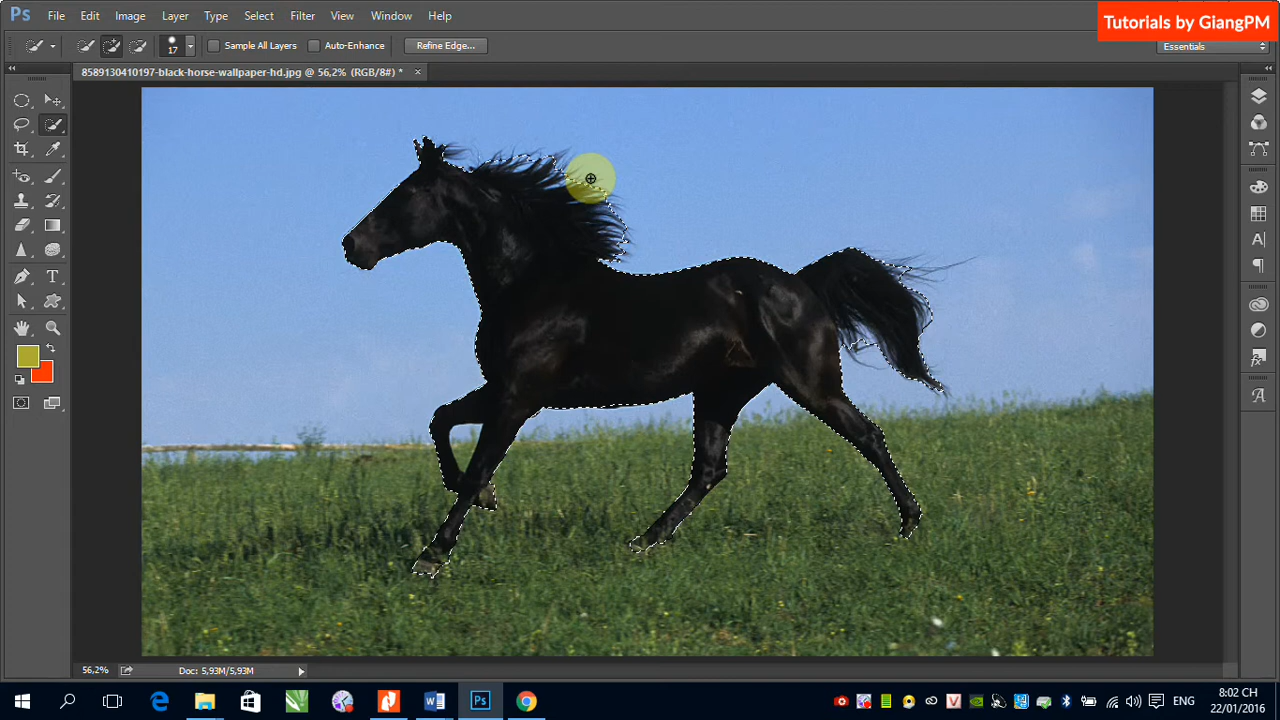 Ps File Edit Image Layer Type Select Filter View Window Help
Tutorials by GiangPM
17 Sample All Layers Auto-Enhance Refine Edge... Essentials
8589130410197-black-horse-wallpaper-hd.jpg @ 56,2% (RGB/8#) * ×
56,2% Doc: 5,93M/5,93M
ENG
8:02 CH
22/01/2016